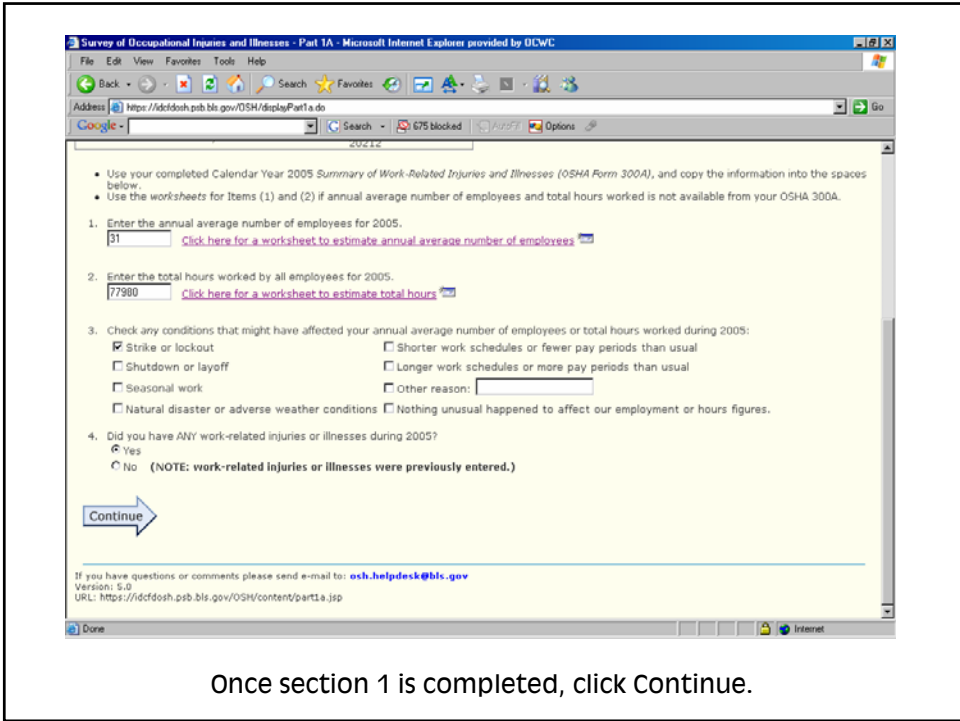 Survey of Occupational Injuries and Illnesses - Part 1A - Microsoft Internet Explorer provided by OCWC
File Edit View Favorites Tools Help
Back Search Favorites
Address https://idcfdosh.psb.bls.gov/OSH/displayPart1a.do Go
Google - Search 675 blocked AutoFill Options
20212
• Use your completed Calendar Year 2005 Summary of Work-Related Injuries and Illnesses (OSHA Form 300A), and copy the information into the spaces
below.
• Use the worksheets for Items (1) and (2) if annual average number of employees and total hours worked is not available from your OSHA 300A.
1. Enter the annual average number of employees for 2005.
31 Click here for a worksheet to estimate annual average number of employees
2. Enter the total hours worked by all employees for 2005.
77980 Click here for a worksheet to estimate total hours
3. Check any conditions that might have affected your annual average number of employees or total hours worked during 2005:
Strike or lockout Shorter work schedules or fewer pay periods than usual
Shutdown or layoff Longer work schedules or more pay periods than usual
Seasonal work Other reason:
Natural disaster or adverse weather conditions Nothing unusual happened to affect our employment or hours figures.
4. Did you have ANY work-related injuries or illnesses during 2005?
Yes
No (NOTE: work-related injuries or illnesses were previously entered.)
Continue
If you have questions or comments please send e-mail to: osh.helpdesk@bls.gov
Version: 5.0
URL: https://idcfdosh.psb.bls.gov/OSH/content/part1a.jsp
Done Internet
Once section 1 is completed, click Continue.